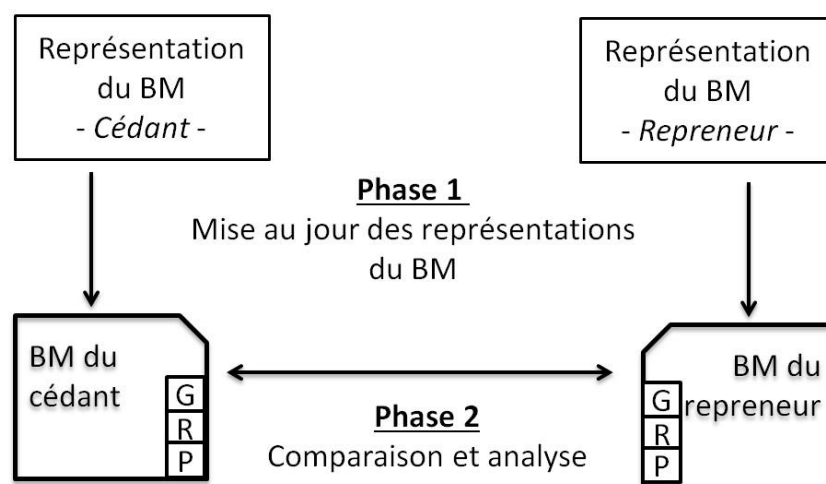 Représentation
du BM
- Cédant -
Représentation
du BM
- Repreneur -
Phase 1
Mise au jour des représentations
du BM
BM du
cédant
G
R
P
BM du
repreneur
G
R
P
Phase 2
Comparaison et analyse